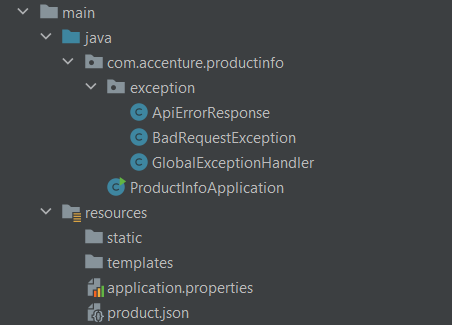 main
java
com.accenture.productinfo
exception
ApiErrorResponse
BadRequestException
GlobalExceptionHandler
ProductInfoApplication
resources
static
templates
application.properties
product.json